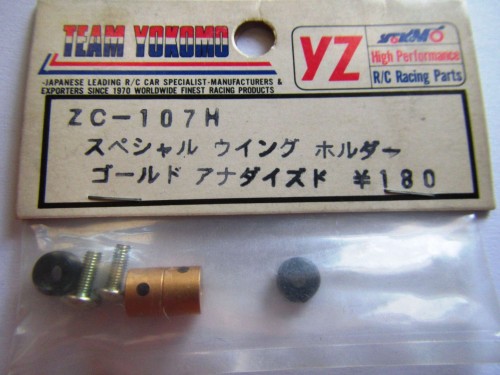 TEAM YOKOMO
-JAPANESE LEADING R/C CAR SPECIALIST-MANUFACTURERS &
EXPORTERS SINCE 1970 WORLDWIDE FINEST RACING PRODUCTS
YZ
YOKOMO
High Performance
R/C Racing Parts
ZC-107H
スペシャル ウイング ホルダー
ゴールド アナダイズド ¥180